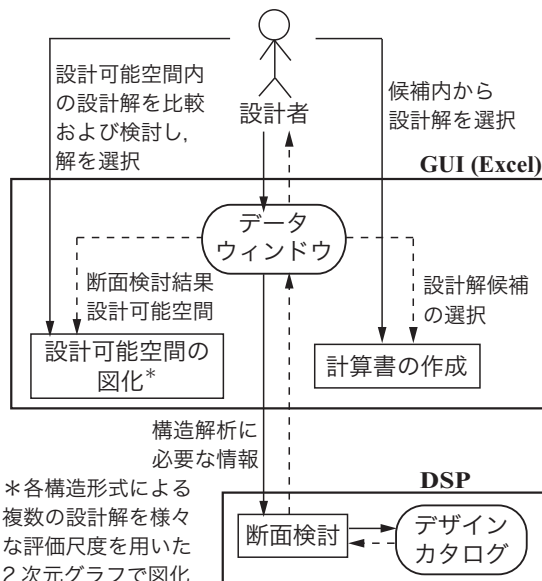 設計可能空間内
の設計解を比較
および検討し,
解を選択
設計者
候補内から
設計解を選択
GUI (Excel)
データ
ウィンドウ
断面検討結果
設計可能空間
設計解候補
の選択
設計可能空間の
図化*
計算書の作成
構造解析に
必要な情報
DSP
*各構造形式による
複数の設計解を様々
な評価尺度を用いた
2次元グラフで図化
断面検討
デザイン
カタログ